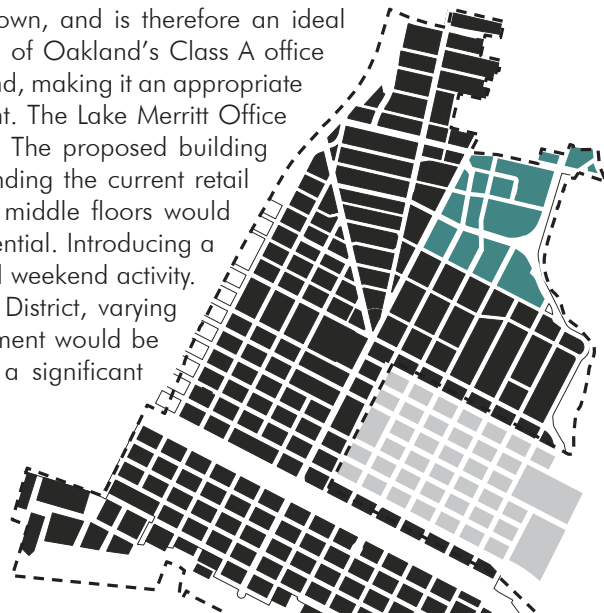 own, and is therefore an ideal
of Oakland’s Class A office
nd, making it an appropriate
nt. The Lake Merritt Office
The proposed building
nding the current retail
middle floors would
ential. Introducing a
d weekend activity.
District, varying
ment would be
a significant